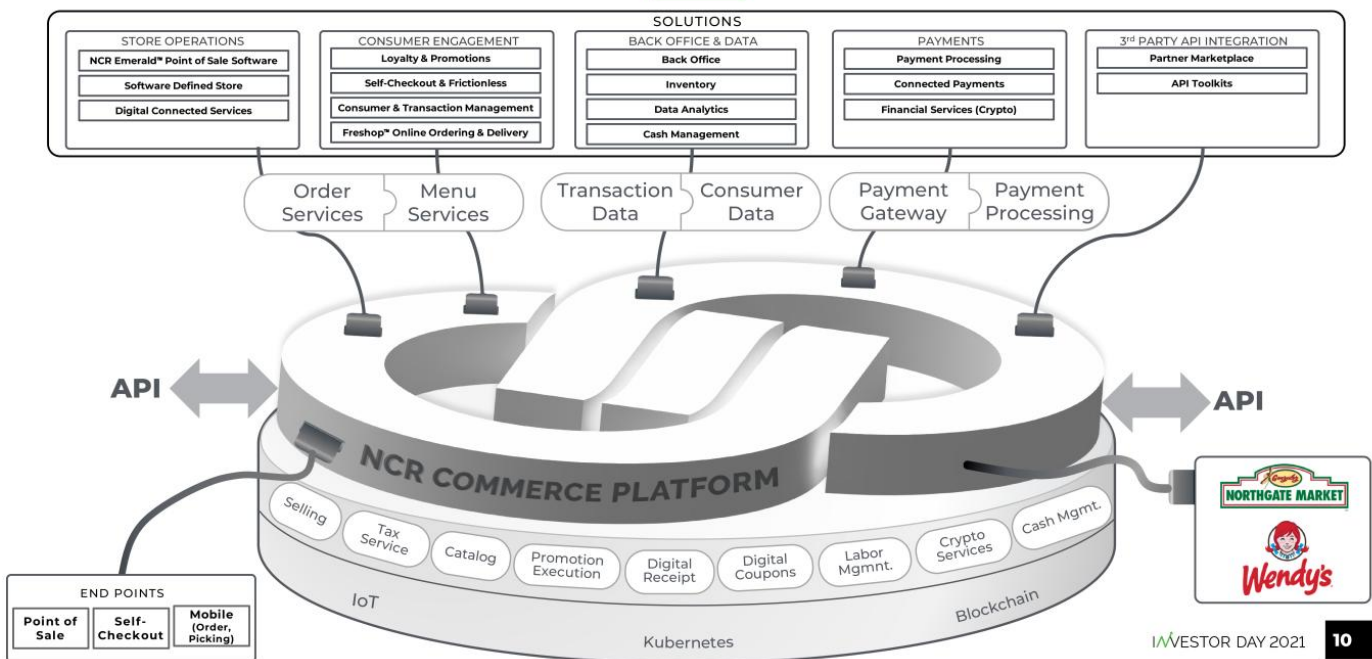 SOLUTIONS
STORE OPERATIONS
NCR Emerald™ Point of Sale Software
Software Defined Store
Digital Connected Services
CONSUMER ENGAGEMENT
Loyalty & Promotions
Self-Checkout & Frictionless
Consumer & Transaction Management
Freshop™ Online Ordering & Delivery
BACK OFFICE & DATA
Back Office
Inventory
Data Analytics
Cash Management
PAYMENTS
Payment Processing
Connected Payments
Financial Services (Crypto)
3rd PARTY API INTEGRATION
Partner Marketplace
API Toolkits
Order
Services
Menu
Services
Transaction
Data
Consumer
Data
Payment
Gateway
Payment
Processing
API
API
NCR COMMERCE PLATFORM
Selling
Tax
Service
Catalog
Promotion
Execution
Digital
Receipt
Digital
Coupons
Labor
Mgmnt.
Crypto
Services
Cash Mgmt.
IoT
Kubernetes
Blockchain
END POINTS
Point of
Sale
Self-
Checkout
Mobile
(Order,
Picking)
González
NORTHGATE MARKET
Wendy's
INVESTOR DAY 2021
10